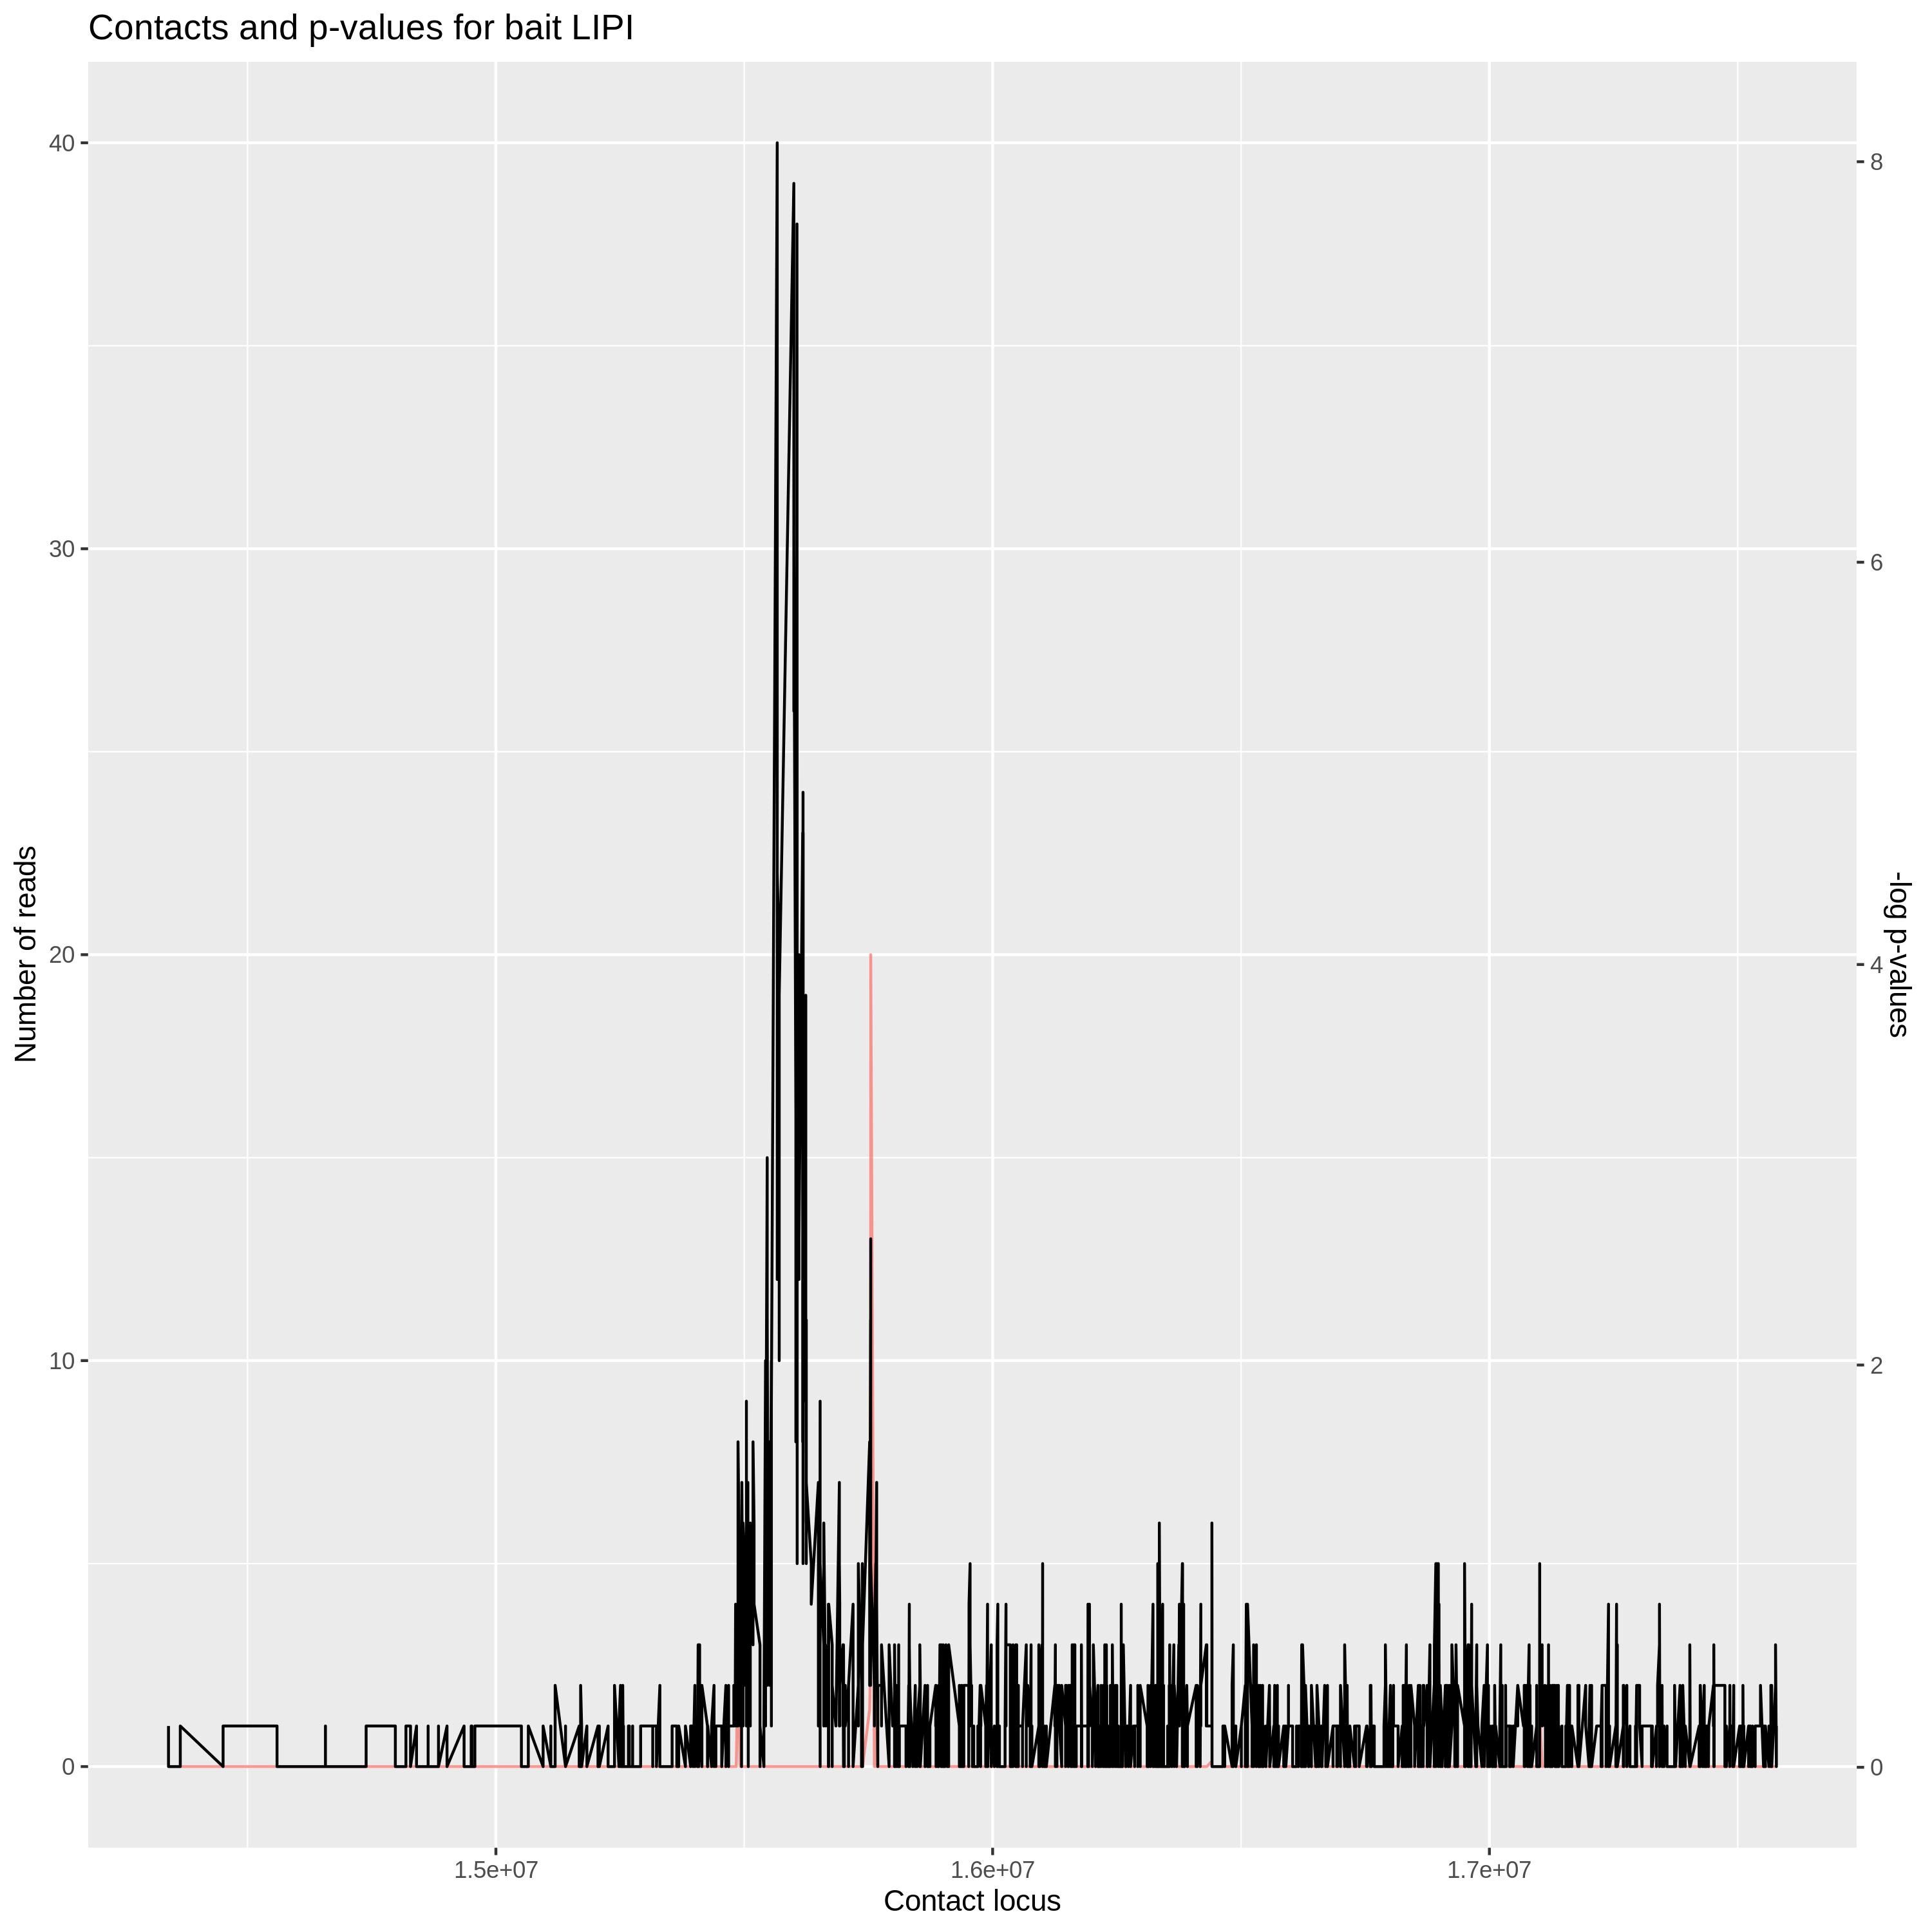 Contacts and p-values for bait LIPI
40
30
20
10
0
8
6
4
2
0
Number of reads
-log p-values
1.5e+07
1.6e+07
1.7e+07
Contact locus